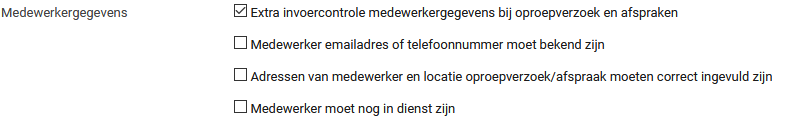 Medewerkergegevens
Extra invoercontrole medewerkergegevens bij oproepverzoek en afspraken
Medewerker emailadres of telefoonnummer moet bekend zijn
Adressen van medewerker en locatie oproepverzoek/afspraak moeten correct ingevuld zijn
Medewerker moet nog in dienst zijn